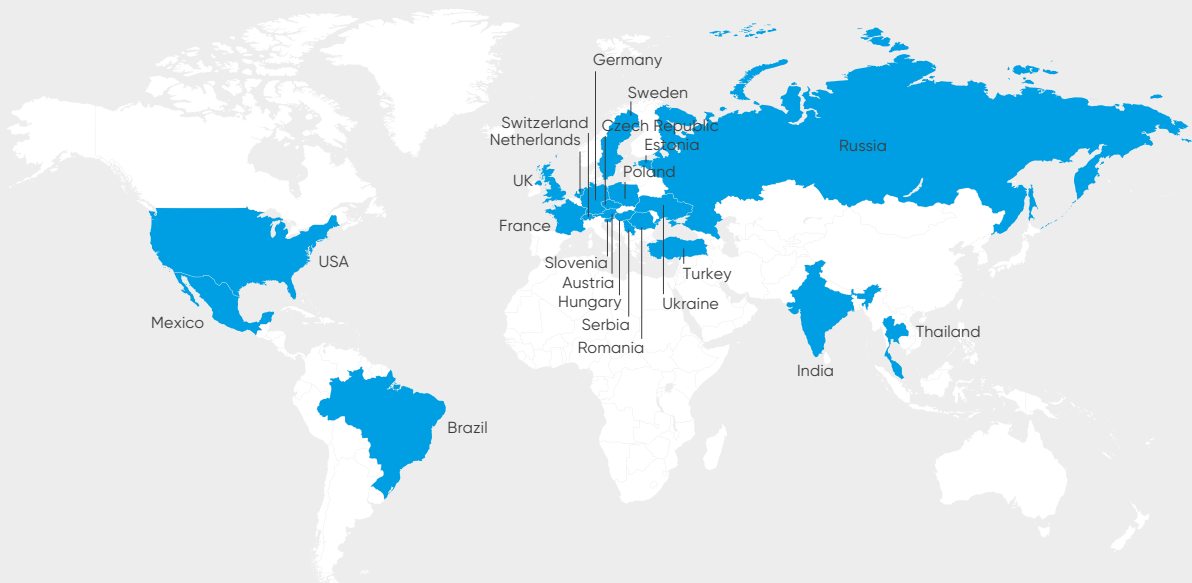 Germany
Sweden
Switzerland
Czech Republic
Netherlands
Estonia
Russia
Poland
UK
France
USA
Slovenia
Turkey
Austria
Hungary
Ukraine
Mexico
Serbia
Thailand
Romania
India
Brazil